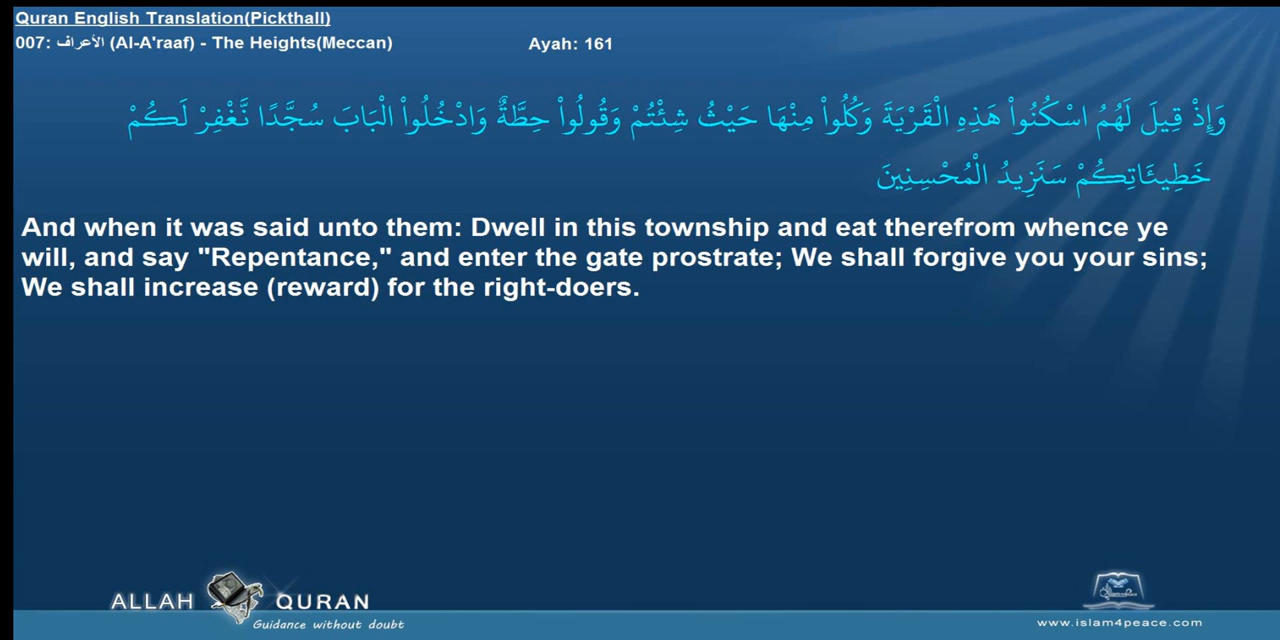 Quran English Translation(Pickthall)
007: الأعراف (Al-A'raaf) - The Heights(Meccan) Ayah: 161
وَإِذْ قِيلَ لَهُمُ اسْكُنُواْ هَذِهِ الْقَرْيَةَ وَكُلُواْ مِنْهَا حَيْثُ شِئْتُمْ وَقُولُواْ حِطَّةٌ وَادْخُلُواْ الْبَابَ سُجَّدًا نَّغْفِرْ لَكُمْ
خَطِيئَاتِكُمْ سَنَزِيدُ الْمُحْسِنِينَ
And when it was said unto them: Dwell in this township and eat therefrom whence ye
will, and say "Repentance," and enter the gate prostrate; We shall forgive you your sins;
We shall increase (reward) for the right-doers.
ALLAH QURAN
Guidance without doubt
www.islam4peace.com